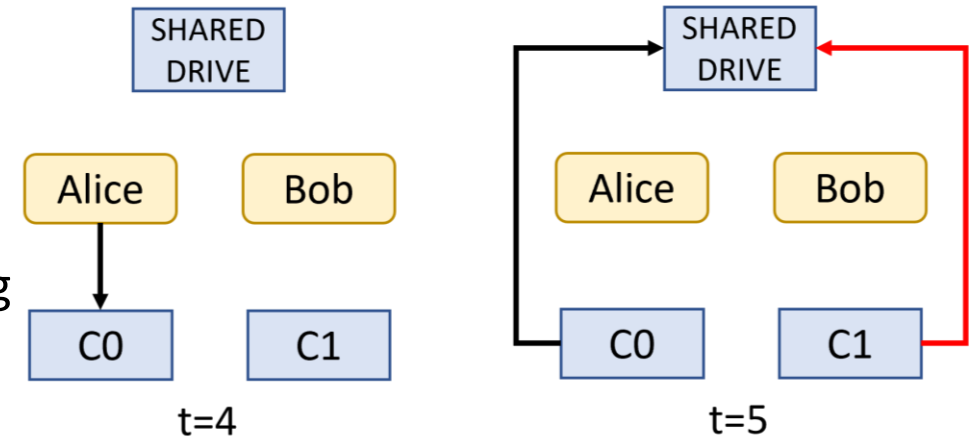 SHARED
DRIVE
Alice
Bob
g
C0
C1
t=4
SHARED
DRIVE
Alice
Bob
C0
C1
t=5